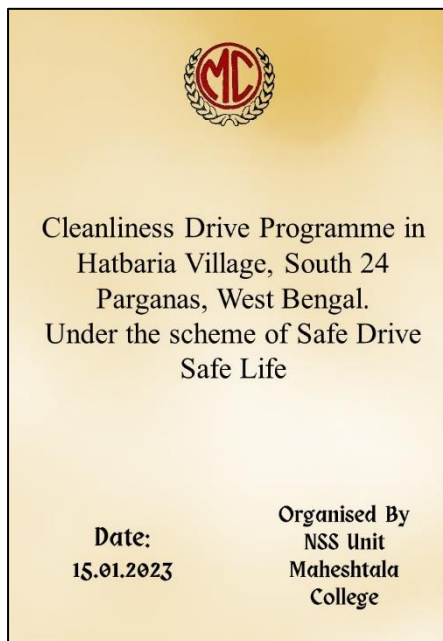 MC
Cleanliness Drive Programme in
Hatbaria Village, South 24
Parganas, West Bengal.
Under the scheme of Safe Drive
Safe Life
Date:
15.01.2023
Organised By
NSS Unit
Maheshtala
College